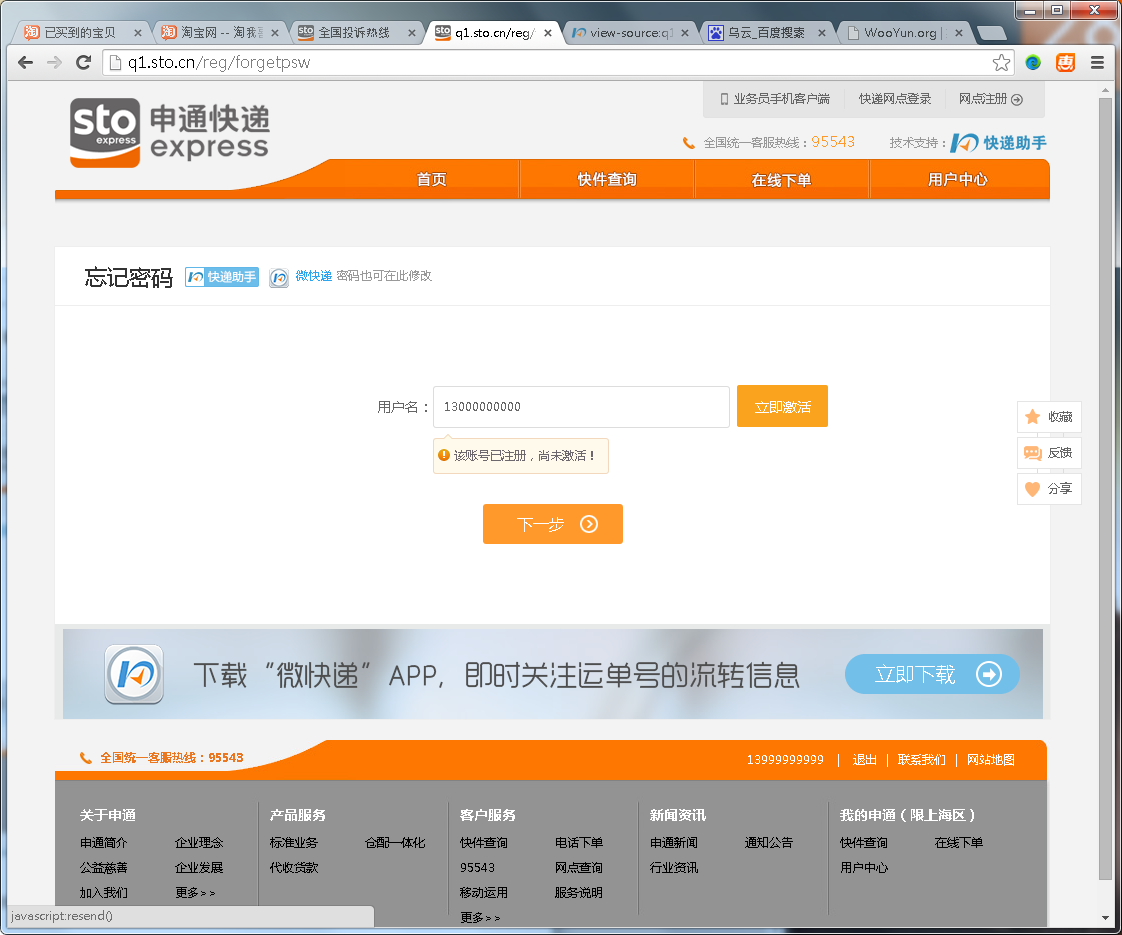 已买到的宝贝
淘宝网 -- 淘我喜
全国投诉热线
q1.sto.cn/reg/
view-source:q1
乌云_百度搜索
WooYun.org |
q1.sto.cn/reg/forgetpsw
业务员手机客户端 快递网点登录 网点注册
sto express 申通快递 express
全国统一客服热线：95543 技术支持： 快递助手
首页 快件查询 在线下单 用户中心
忘记密码 快递助手 微快递 密码也可在此修改
用户名： 13000000000 立即激活
该账号已注册，尚未激活！
下一步
收藏
反馈
分享
下载“微快递”APP，即时关注运单号的流转信息 立即下载
全国统一客服热线：95543 13999999999 | 退出 | 联系我们 | 网站地图
关于申通 产品服务 客户服务 新闻资讯 我的申通（限上海区）
申通简介 企业理念 标准业务 仓配一体化 快件查询 电话下单 申通新闻 通知公告 快件查询 在线下单
公益慈善 企业发展 代收货款 95543 网点查询 行业资讯 用户中心
加入我们 更多>> 移动运用 服务说明
更多>>
javascript:resend()